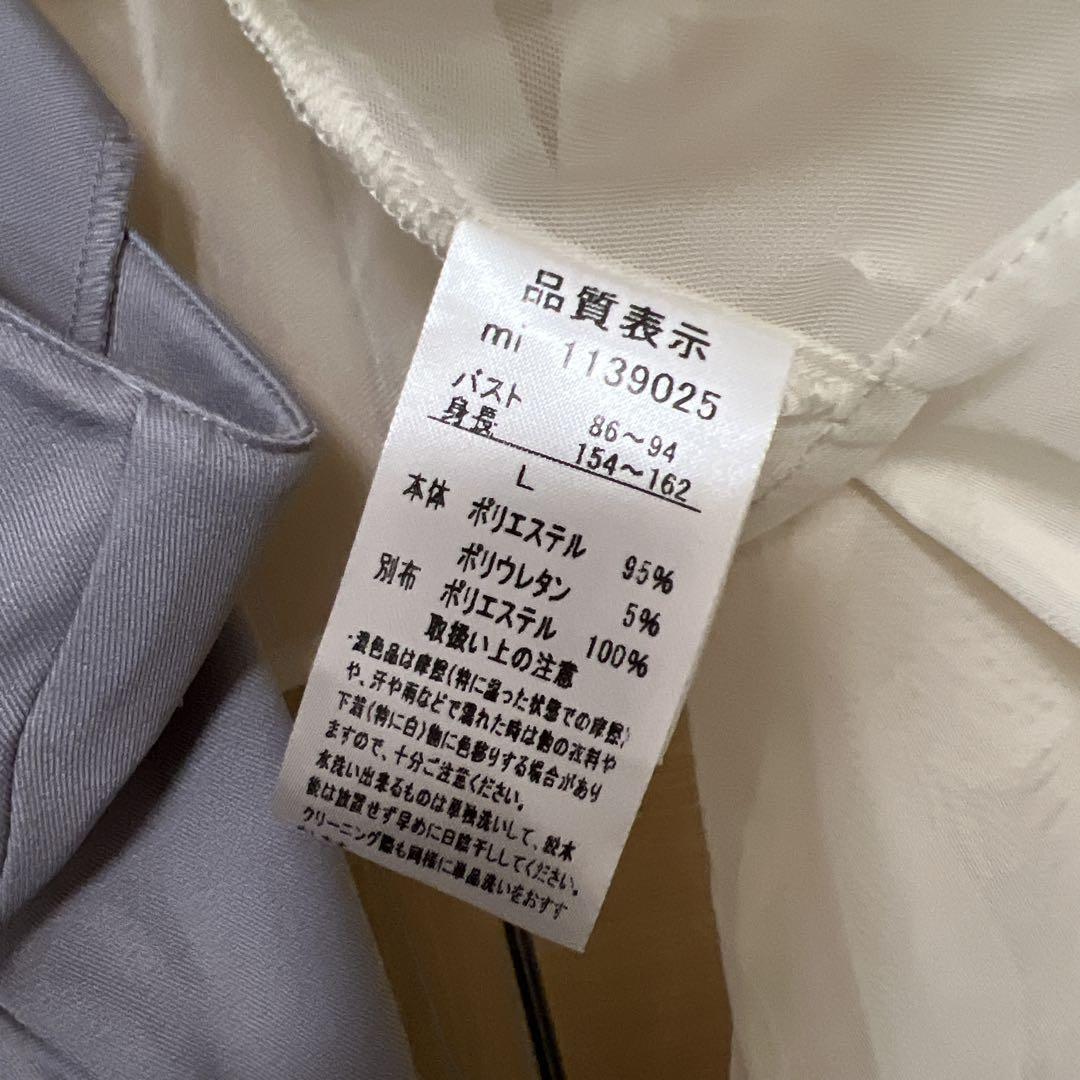 品質表示
mi 1139025
バスト 86～94
身長 154～162
L
本体 ポリエステル 95%
ポリウレタン 5%
別布 ポリエステル 100%
取扱い上の注意
・濃色品は摩擦(特に湿った状態での摩擦)
や、汗や雨などで濡れた時は他の衣料や
下着(特に白)物に色移りする場合があり
ますので、十分ご注意ください。
水洗い出来るものは単独洗いして、脱水
後は放置せず早めに日陰干ししてください。
クリーニング際も同様に単品洗いをおすす